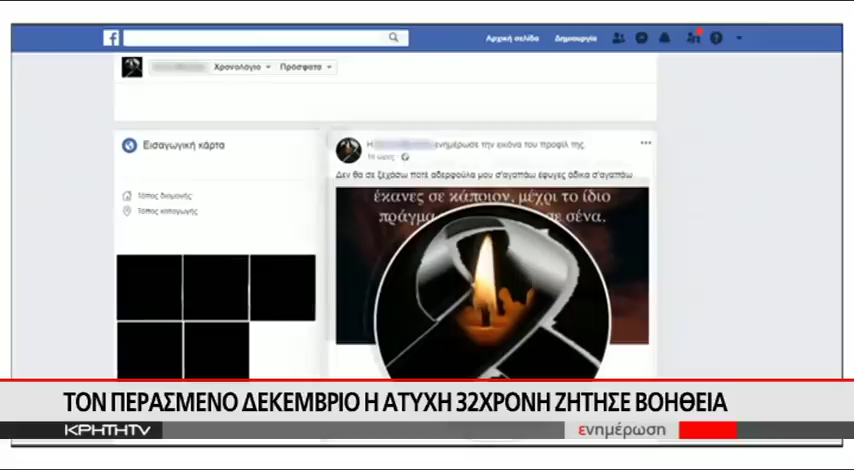 f
Αρχική σελίδα Δημιουργία
Χρονολόγιο Πρόσφατα
Εισαγωγική κάρτα
Τόπος διαμονής
Τόπος καταγωγής
Η ενημέρωσε την εικόνα του προφίλ της.
Δεν θα σε ξεχάσω ποτέ αδερφούλα μου σ'αγαπάω έφυγες άδικα σ'αγαπάω
έκανες σε κάποιον, μέχρι το ίδιο
πράγμα σε σένα.
ΤΟΝ ΠΕΡΑΣΜΕΝΟ ΔΕΚΕΜΒΡΙΟ Η ΑΤΥΧΗ 32ΧΡΟΝΗ ΖΗΤΗΣΕ ΒΟΗΘΕΙΑ
ΚΡΗΤΗTV ενημέρωση